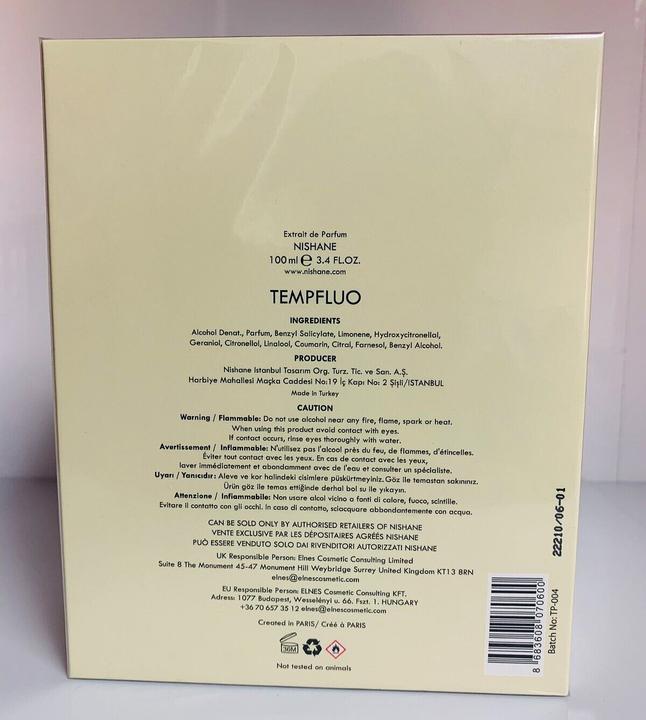 Extrait de Parfum
NISHANE
100 ml ℮ 3.4 FL.OZ.
www.nishane.com
TEMPFLUO
INGREDIENTS
Alcohol Denat., Parfum, Benzyl Salicylate, Limonene, Hydroxycitronellal,
Geraniol, Citronellol, Linalool, Coumarin, Citral, Farnesol, Benzyl Alcohol.
PRODUCER
Nishane Istanbul Tasarım Org. Turz. Tic. ve San. A.Ş.
Harbiye Mahallesi Maçka Caddesi No:19 İç Kapı No: 2 Şişli/ISTANBUL
Made in Turkey
CAUTION
Warning / Flammable: Do not use alcohol near any fire, flame, spark or heat.
When using this product avoid contact with eyes.
If contact occurs, rinse eyes thoroughly with water.
Avertissement / Inflammable: N'utilisez pas l'alcool près du feu, de flammes, d'étincelles.
Éviter tout contact avec les yeux. En cas de contact avec les yeux,
laver immédiatement et abondamment avec de l'eau et consulter un spécialiste.
Uyarı / Yanıcıdır: Aleve ve kor halindeki cisimlere püskürtmeyiniz. Göz ile temastan sakınınız.
Ürün göz ile temas ettiğinde derhal bol su ile yıkayın.
Attenzione / Infiammabile: Non usare alcol vicino a fonti di calore, fuoco, scintille.
Evitare il contatto con gli occhi. In caso di contatto, sciacquare abbondantemente con acqua.
CAN BE SOLD ONLY BY AUTHORISED RETAILERS OF NISHANE
VENTE EXCLUSIVE PAR LES DÉPOSITAIRES AGRÉÉS NISHANE
PUÒ ESSERE VENDUTO SOLO DAI RIVENDITORI AUTORIZZATI NISHANE
UK Responsible Person: Elnes Cosmetic Consulting Limited
Suite 8 The Monument 45-47 Monument Hill Weybridge Surrey United Kingdom KT13 8RN
elnes@elnescosmetic.com
EU Responsible Person: ELNES Cosmetic Consulting KFT.
Adress: 1077 Budapest, Wesselényi u. 66. Fszt. 1. HUNGARY
+36 70 657 35 12 elnes@elnescosmetic.com
Created in PARIS/ Créé à PARIS
36M
Not tested on animals
22210/06-01
8 683608 070600
Batch No: TP-004